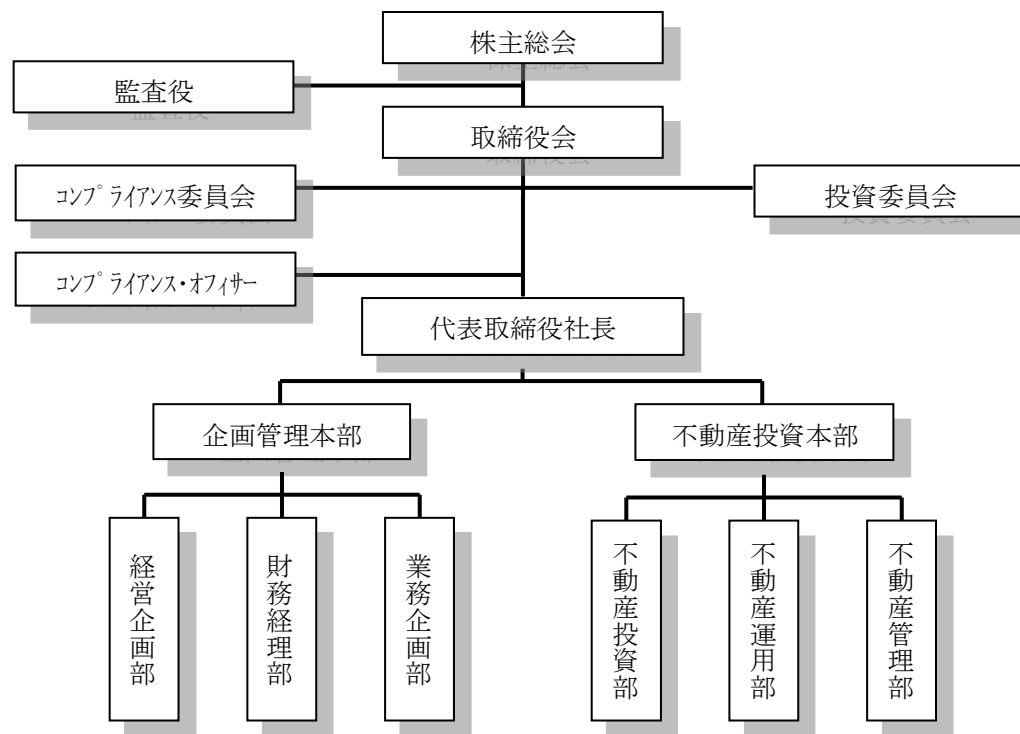 株主総会
監査役
取締役会
ｺﾝﾌﾟﾗｲｱﾝｽ委員会
投資委員会
ｺﾝﾌﾟﾗｲｱﾝｽ・ｵﾌｨｻｰ
代表取締役社長
企画管理本部
不動産投資本部
経営企画部
財務経理部
業務企画部
不動産投資部
不動産運用部
不動産管理部